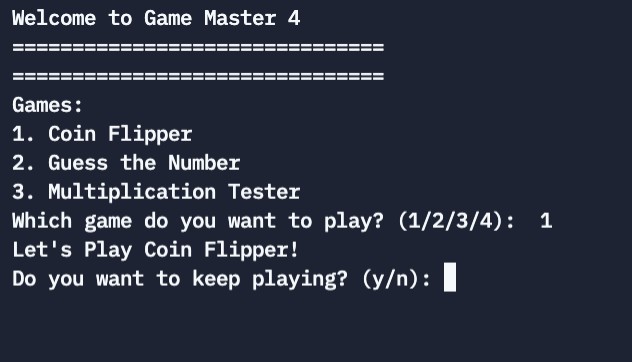 Welcome to Game Master 4
===============================
===============================
Games:
1. Coin Flipper
2. Guess the Number
3. Multiplication Tester
Which game do you want to play? (1/2/3/4):  1
Let's Play Coin Flipper!
Do you want to keep playing? (y/n):